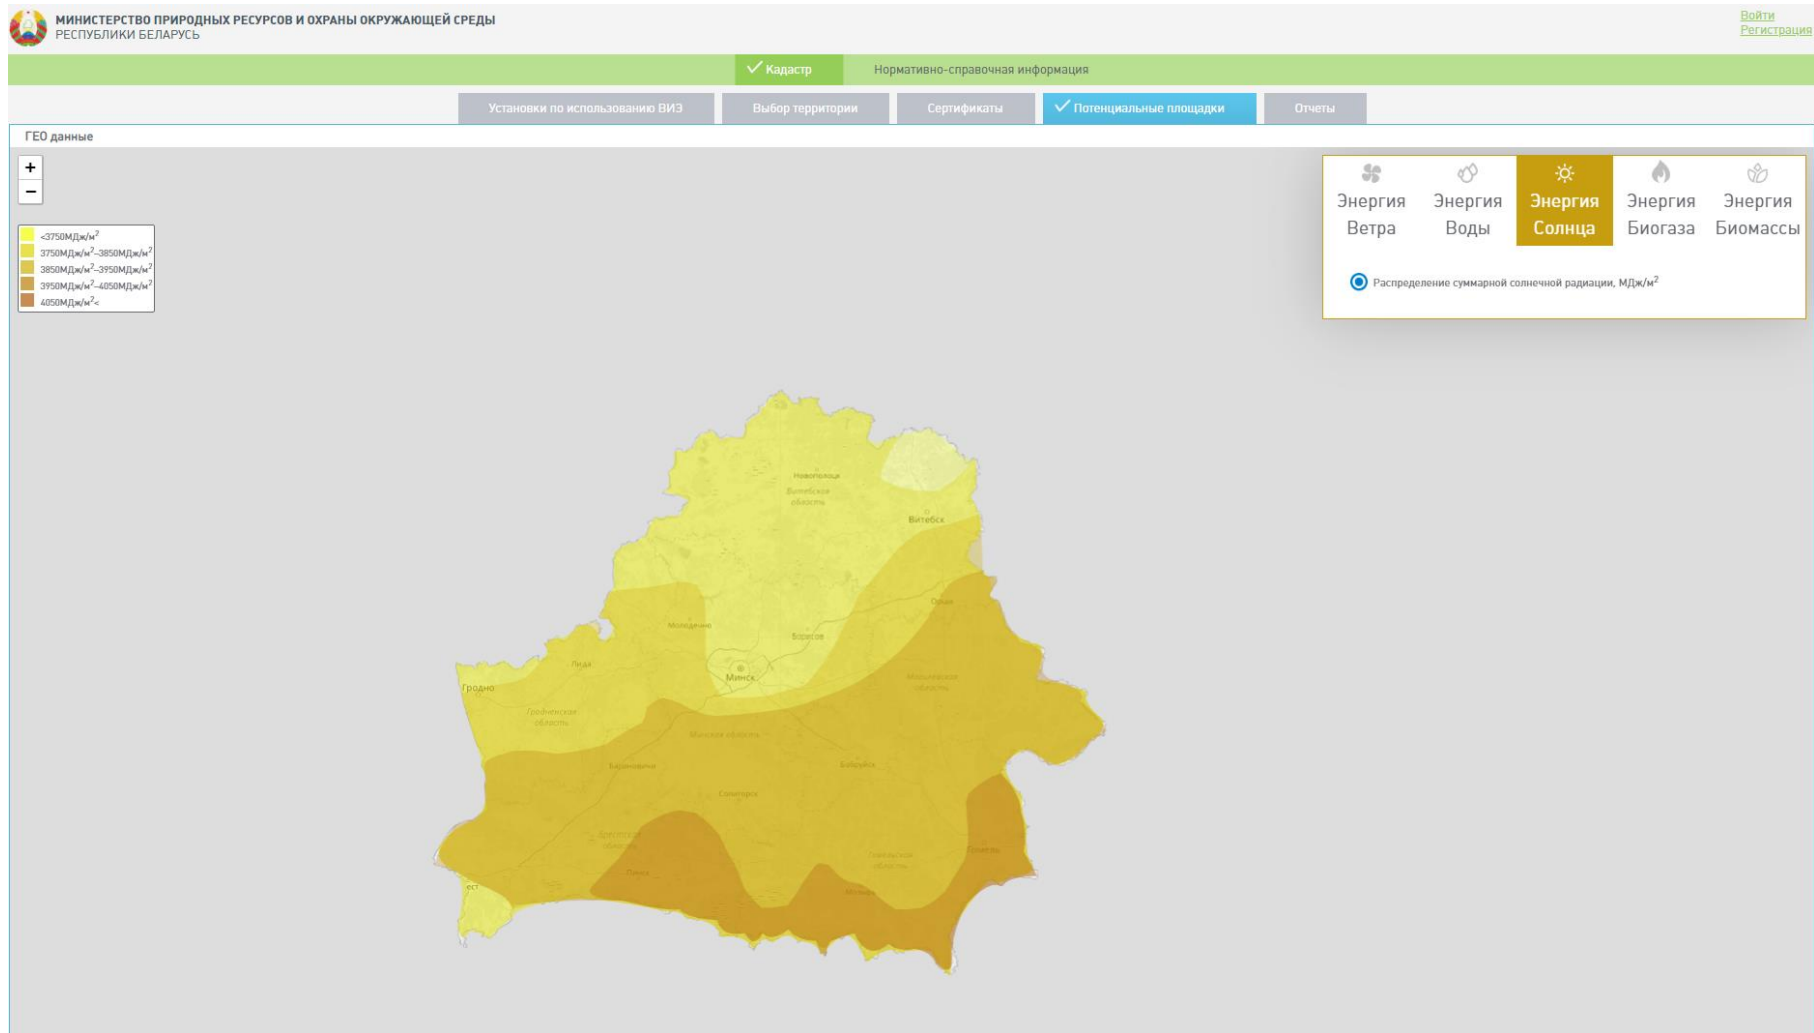 МИНИСТЕРСТВО ПРИРОДНЫХ РЕСУРСОВ И ОХРАНЫ ОКРУЖАЮЩЕЙ СРЕДЫ
РЕСПУБЛИКИ БЕЛАРУСЬ
Войти
Регистрация
Кадастр
Нормативно-справочная информация
Установки по использованию ВИЭ
Выбор территории
Сертификаты
Потенциальные площадки
Отчеты
ГЕО данные
+
−
<3750МДж/м²
3750МДж/м²–3850МДж/м²
3850МДж/м²–3950МДж/м²
3950МДж/м²–4050МДж/м²
4050МДж/м²<
Энергия
Ветра
Энергия
Воды
Энергия
Солнца
Энергия
Биогаза
Энергия
Биомассы
Распределение суммарной солнечной радиации, МДж/м²
Новополоцк
Витебская
область
Витебск
Орша
Молодечно
Борисов
Лида
Минск
Гродно
Могилевская
область
Гродненская
область
Минская область
Барановичи
Бобруйск
Солигорск
Брестская
область
Гомельская
область
Гомель
Пинск
Мозырь
ест